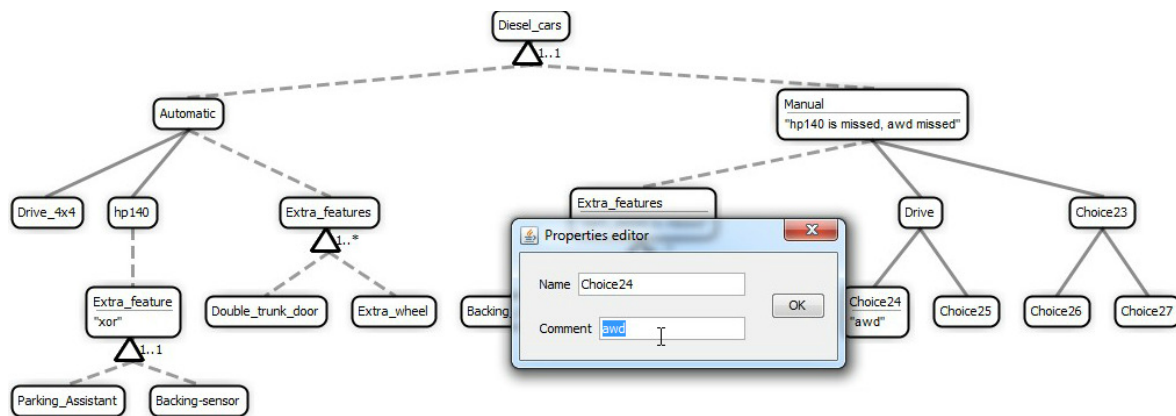 Diesel_cars
1..1
Automatic
Manual
"hp140 is missed, awd missed"
Drive_4x4
hp140
Extra_features
1..*
Extra_features
Drive
Choice23
Properties editor
Name Choice24
OK
Comment awd
Extra_feature
"xor"
1..1
Double_trunk_door
Extra_wheel
Backing_
Choice24
"awd"
Choice25
Choice26
Choice27
Parking_Assistant
Backing-sensor